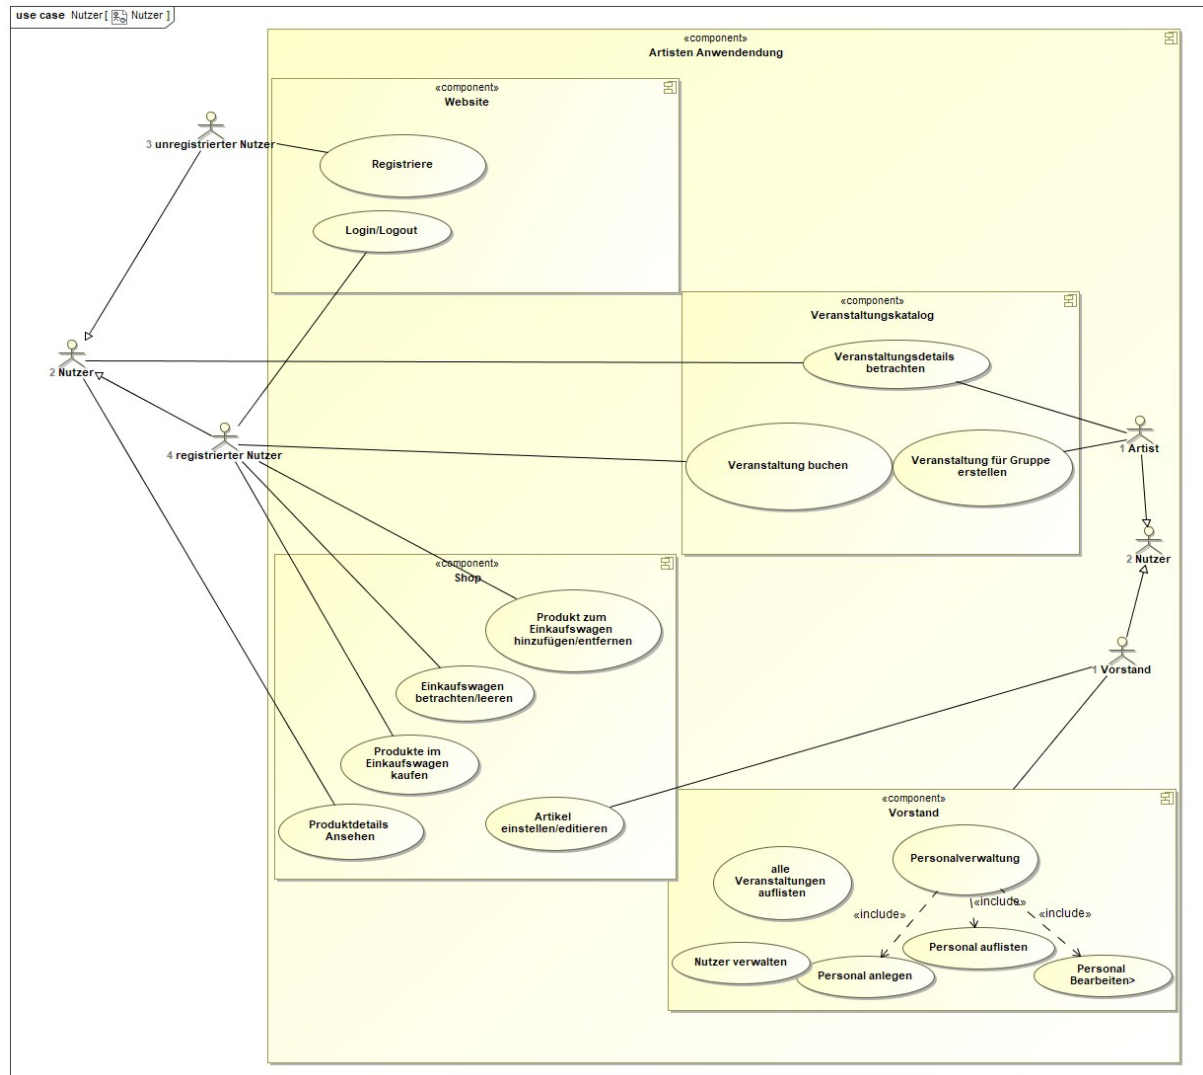 use case Nutzer [ Nutzer ]
«component»
Artisten Anwendendung
«component»
Website
3 unregistrierter Nutzer
Registriere
Login/Logout
«component»
Veranstaltungskatalog
2 Nutzer
Veranstaltungsdetails
betrachten
4 registrierter Nutzer
Veranstaltung buchen
Veranstaltung für Gruppe
erstellen
1 Artist
2 Nutzer
«component»
Shop
Produkt zum
Einkaufswagen
hinzufügen/entfernen
Einkaufswagen
betrachten/leeren
Produkte im
Einkaufswagen
kaufen
Produktdetails
Ansehen
Artikel
einstellen/editieren
1 Vorstand
«component»
Vorstand
alle
Veranstaltungen
auflisten
Personalverwaltung
«include»
«include»
«include»
Nutzer verwalten
Personal anlegen
Personal auflisten
Personal
Bearbeiten>